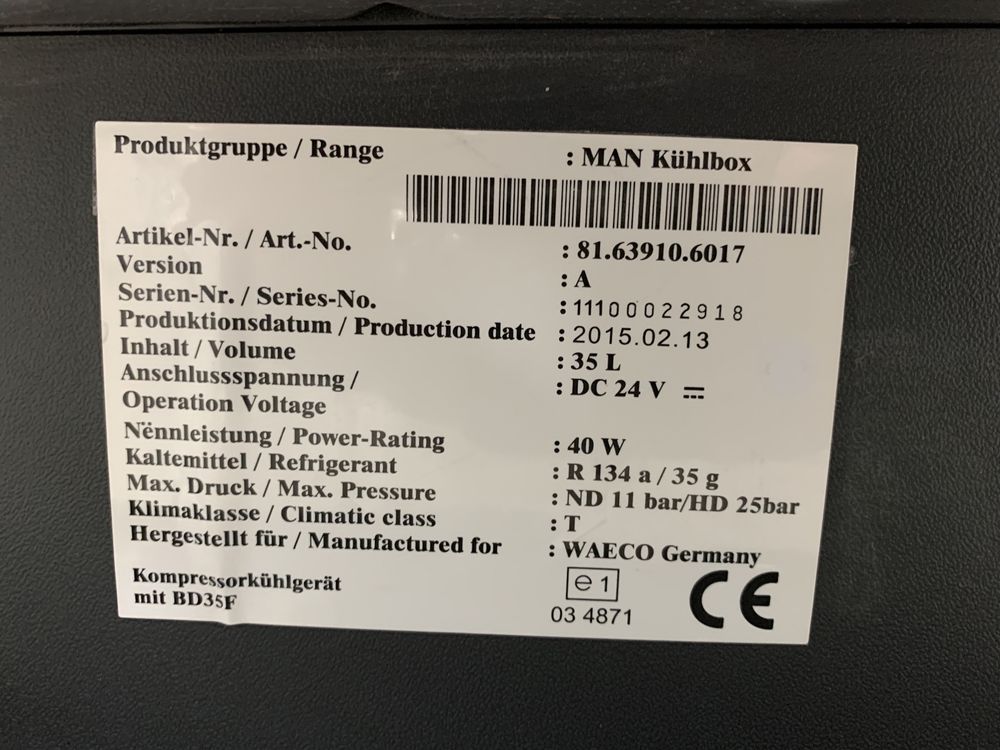 Produktgruppe / Range : MAN Kühlbox
Artikel-Nr. / Art.-No. : 81.63910.6017
Version : A
Serien-Nr. / Series-No. : 11100022918
Produktionsdatum / Production date : 2015.02.13
Inhalt / Volume : 35 L
Anschlussspannung / : DC 24 V
Operation Voltage
Nënnleistung / Power-Rating : 40 W
Kaltemittel / Refrigerant : R 134 a / 35 g
Max. Druck / Max. Pressure : ND 11 bar/HD 25bar
Klimaklasse / Climatic class : T
Hergestellt für / Manufactured for : WAECO Germany
Kompressorkühlgerät
mit BD35F
e1
03 4871
CE